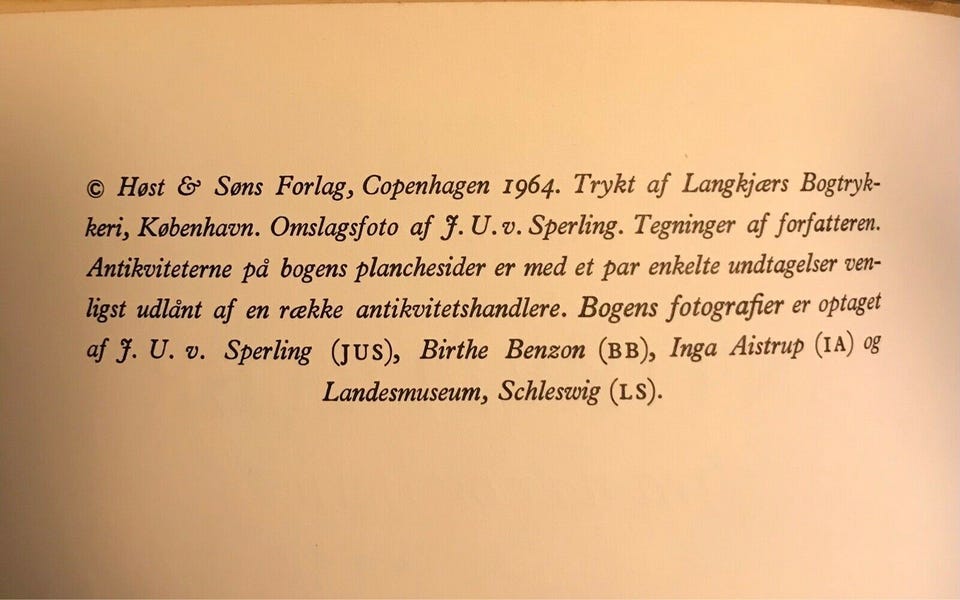 © Høst & Søns Forlag, Copenhagen 1964. Trykt af Langkjærs Bogtryk-
keri, København. Omslagsfoto af J. U. v. Sperling. Tegninger af forfatteren.
Antikviteterne på bogens planchesider er med et par enkelte undtagelser ven-
ligst udlånt af en række antikvitetshandlere. Bogens fotografier er optaget
af J. U. v. Sperling (JUS), Birthe Benzon (BB), Inga Aistrup (IA) og
Landesmuseum, Schleswig (LS).